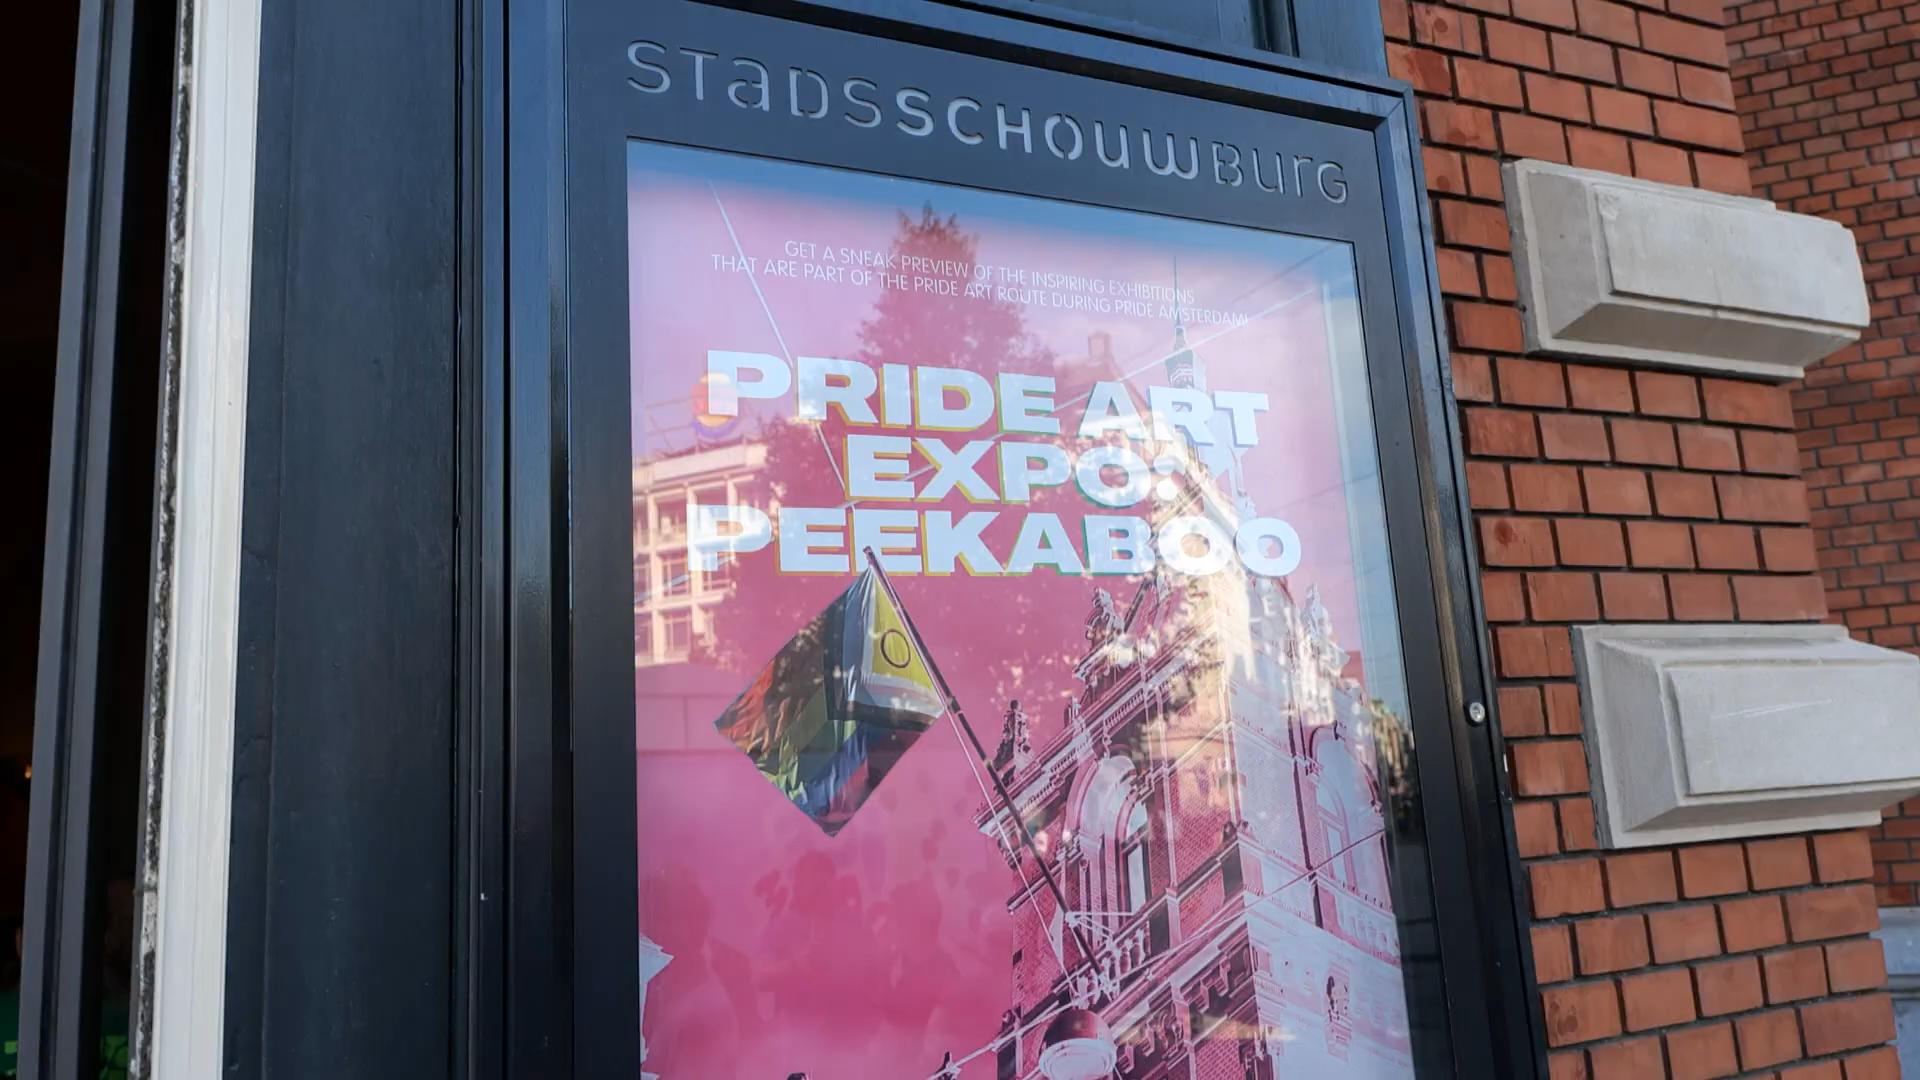 STadSSCHOUWBUrG
GET A SNEAK PREVIEW OF THE INSPIRING EXHIBITIONS
THAT ARE PART OF THE PRIDE ART ROUTE DURING PRIDE AMSTERDAM!
PRIDE ART
EXPO:
PEEKABOO